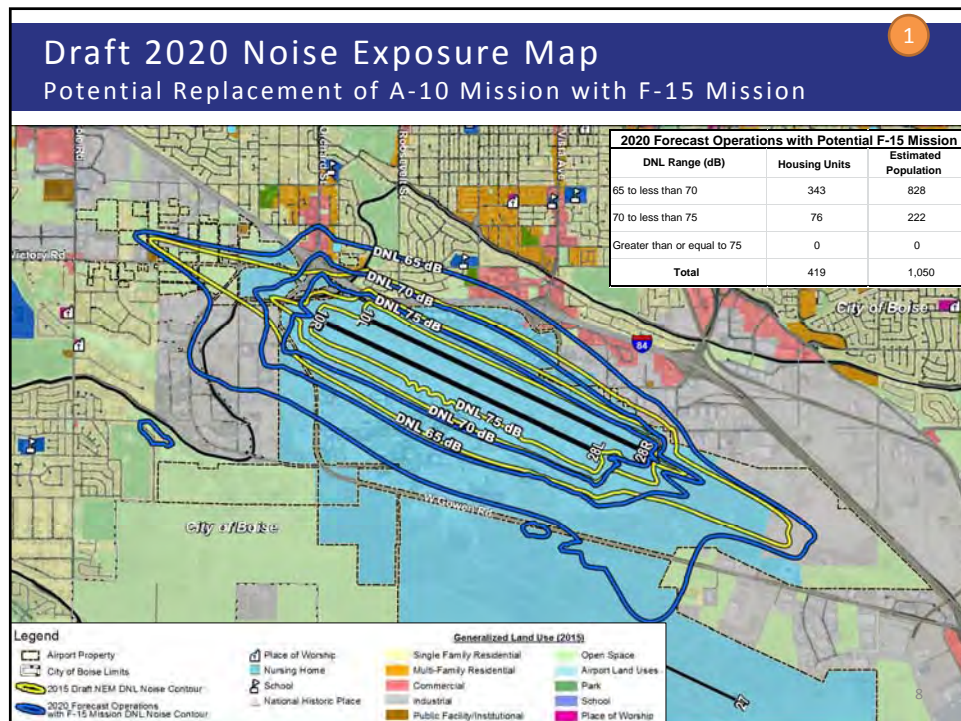 Draft 2020 Noise Exposure Map
1
Potential Replacement of A-10 Mission with F-15 Mission
2020 Forecast Operations with Potential F-15 Mission
DNL Range (dB) Housing Units Estimated Population
65 to less than 70 343 828
70 to less than 75 76 222
Greater than or equal to 75 0 0
Total 419 1,050
Victory Rd
City of Boise
DNL 65 dB
DNL 70 dB
DNL 75 dB
10R
10L
84
DNL 75 dB
DNL 70 dB
DNL 65 dB
28L
28R
W Gowen Rd
City of Boise
27
Legend
Airport Property
City of Boise Limits
2015 Draft NEM DNL Noise Contour
2020 Forecast Operations
with F-15 Mission DNL Noise Contour
Place of Worship
Nursing Home
School
National Historic Place
Generalized Land Use (2015)
Single Family Residential
Multi-Family Residential
Commercial
Industrial
Public Facility/Institutional
Open Space
Airport Land Uses
Park
School
Place of Worship
8